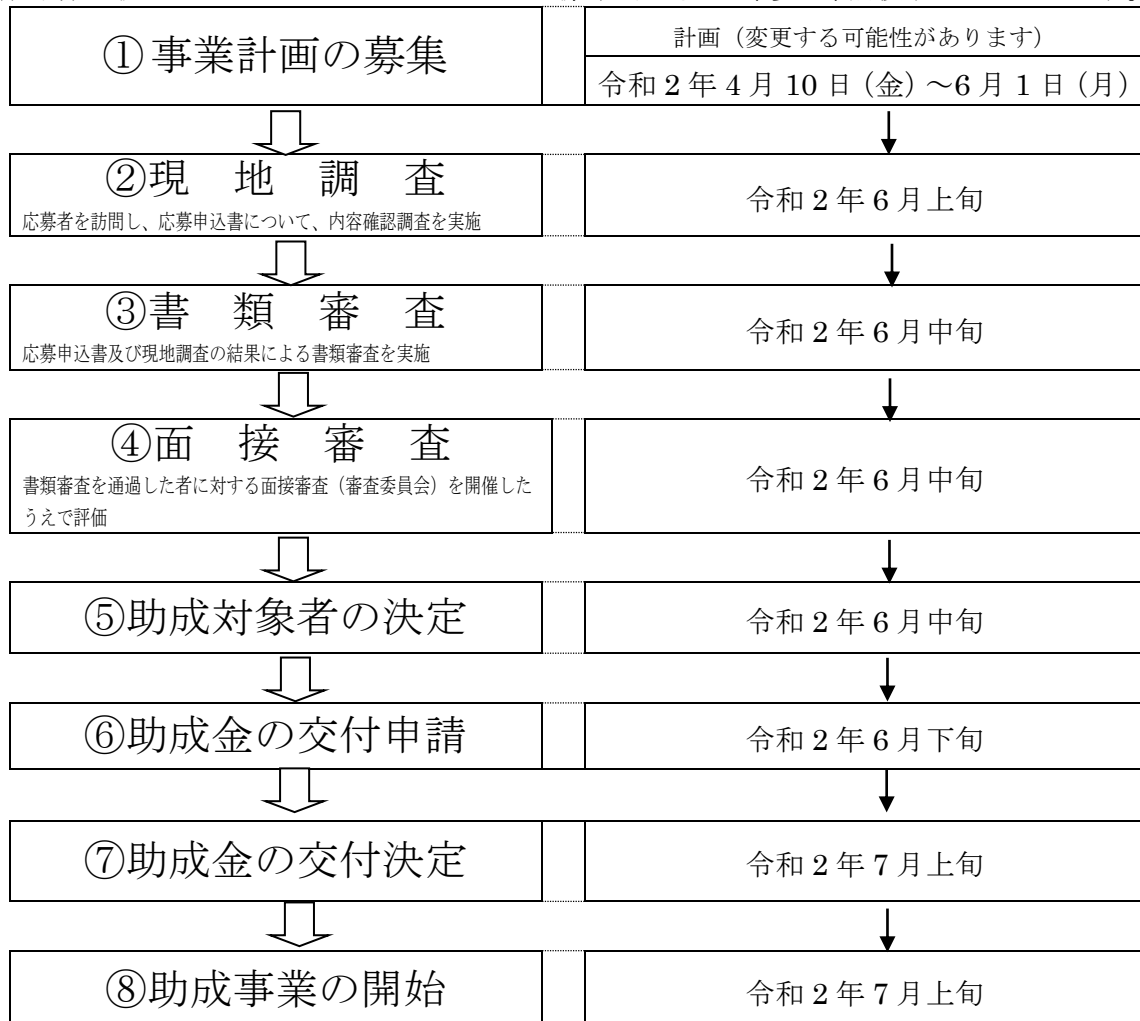 ①事業計画の募集
計画（変更する可能性があります）
令和2年4月10日（金）～6月1日（月）
②現　地　調　査
応募者を訪問し、応募申込書について、内容確認調査を実施
令和2年6月上旬
③書　類　審　査
応募申込書及び現地調査の結果による書類審査を実施
令和2年6月中旬
④面　接　審　査
書類審査を通過した者に対する面接審査（審査委員会）を開催した
うえで評価
令和2年6月中旬
⑤助成対象者の決定
令和2年6月中旬
⑥助成金の交付申請
令和2年6月下旬
⑦助成金の交付決定
令和2年7月上旬
⑧助成事業の開始
令和2年7月上旬